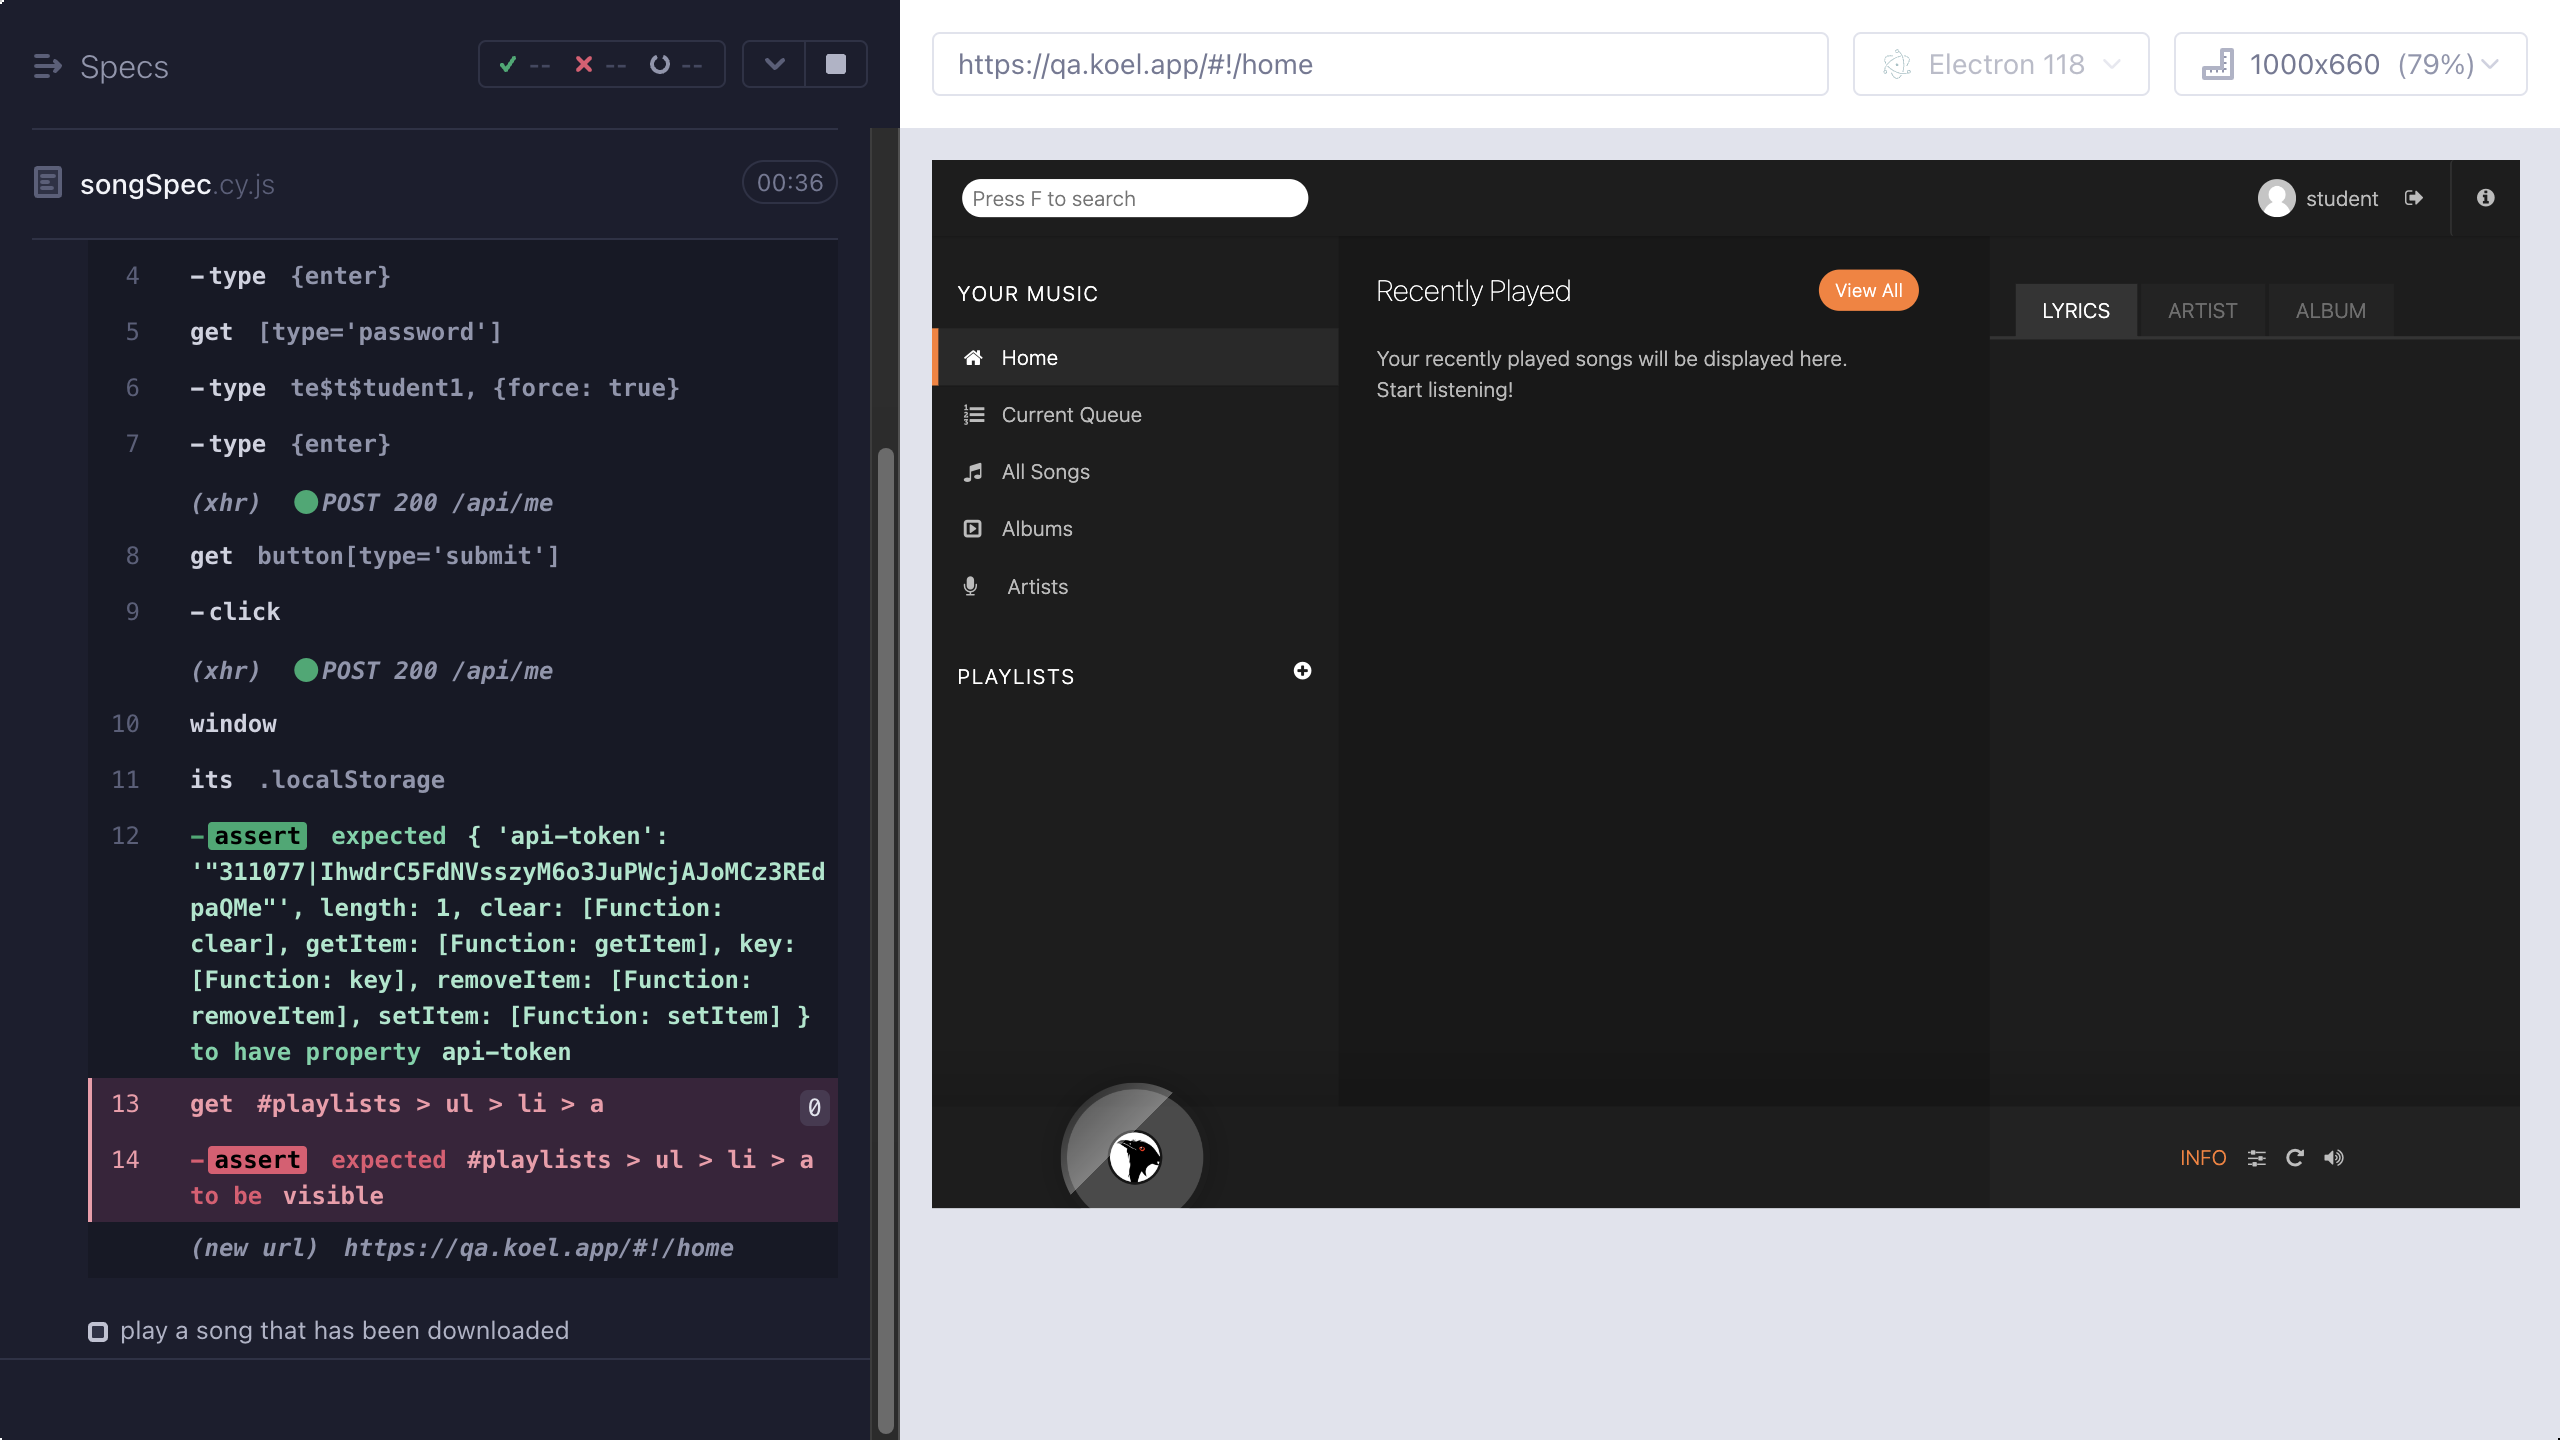 Specs
-- -- --
songSpec.cy.js
00:36
4 -type {enter}
5 get [type='password']
6 -type te$t$tudent1, {force: true}
7 -type {enter}
(xhr) POST 200 /api/me
8 get button[type='submit']
9 -click
(xhr) POST 200 /api/me
10 window
11 its .localStorage
12 -assert expected { 'api-token':
'"311077|IhwdrC5FdNVsszyM6o3JuPWcjAJoMCz3REd
paQMe"', length: 1, clear: [Function:
clear], getItem: [Function: getItem], key:
[Function: key], removeItem: [Function:
removeItem], setItem: [Function: setItem] }
to have property api-token
13 get #playlists > ul > li > a 0
14 -assert expected #playlists > ul > li > a
to be visible
(new url) https://qa.koel.app/#!/home
play a song that has been downloaded
https://qa.koel.app/#!/home
Electron 118
1000x660 (79%)
Press F to search
student
YOUR MUSIC
Home
Current Queue
All Songs
Albums
Artists
PLAYLISTS
Recently Played
View All
Your recently played songs will be displayed here.
Start listening!
LYRICS
ARTIST
ALBUM
INFO